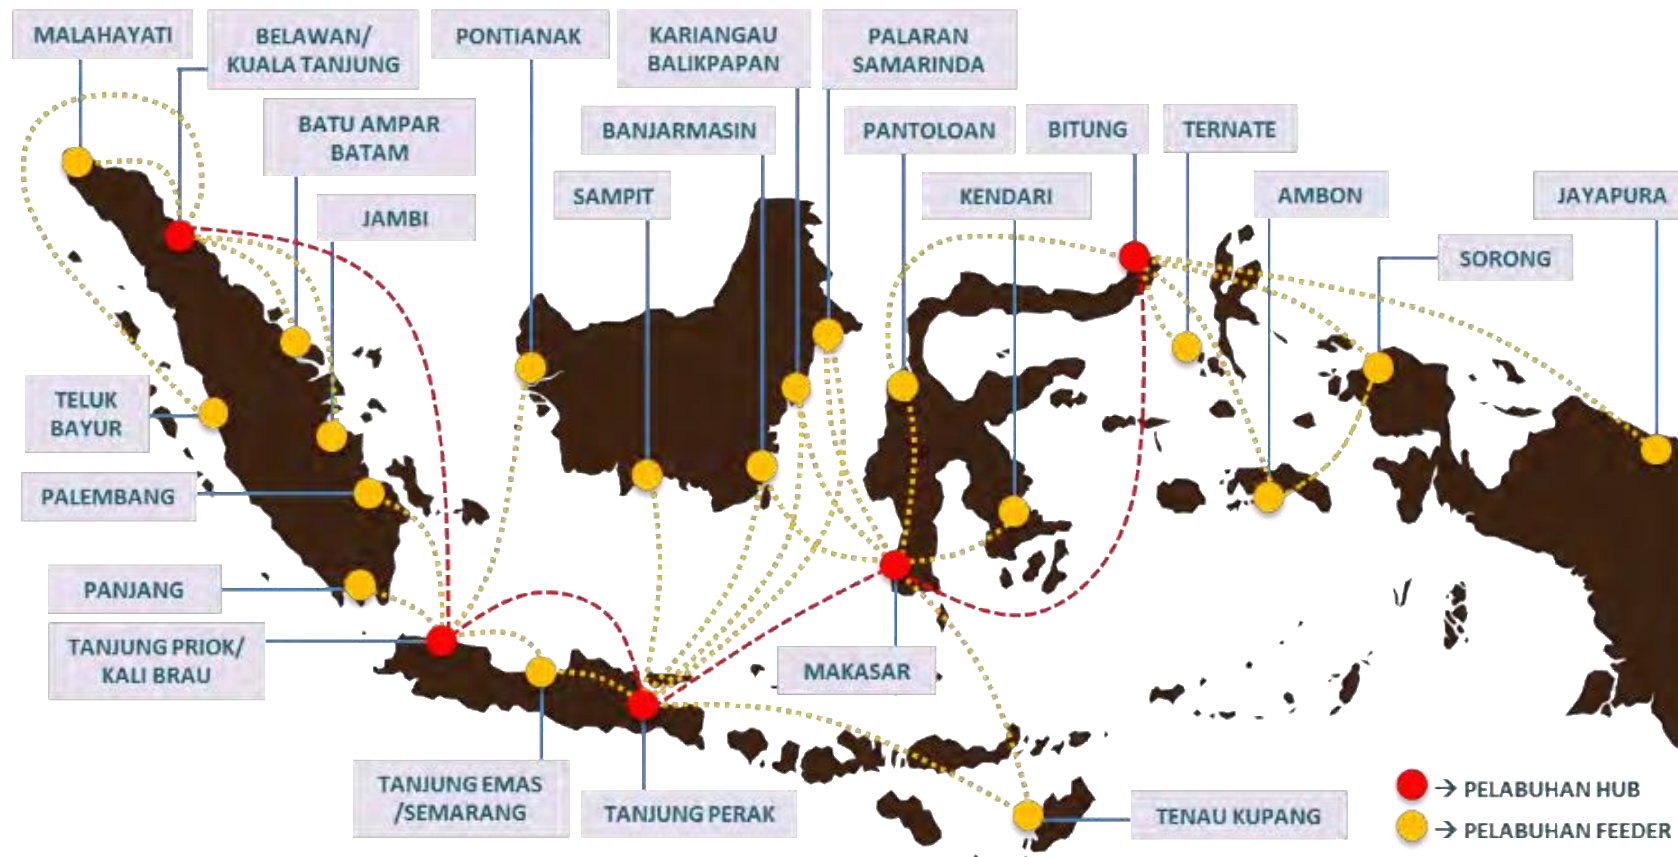 MALAHAYATI
BELAWAN/
KUALA TANJUNG
PONTIANAK
KARIANGAU
BALIKPAPAN
PALARAN
SAMARINDA
BATU AMPAR
BATAM
BANJARMASIN
PANTOLOAN
BITUNG
TERNATE
JAMBI
SAMPIT
KENDARI
AMBON
JAYAPURA
SORONG
TELUK
BAYUR
PALEMBANG
PANJANG
TANJUNG PRIOK/
KALI BRAU
MAKASAR
TANJUNG EMAS
/SEMARANG
TANJUNG PERAK
TENAU KUPANG
→ PELABUHAN HUB
→ PELABUHAN FEEDER